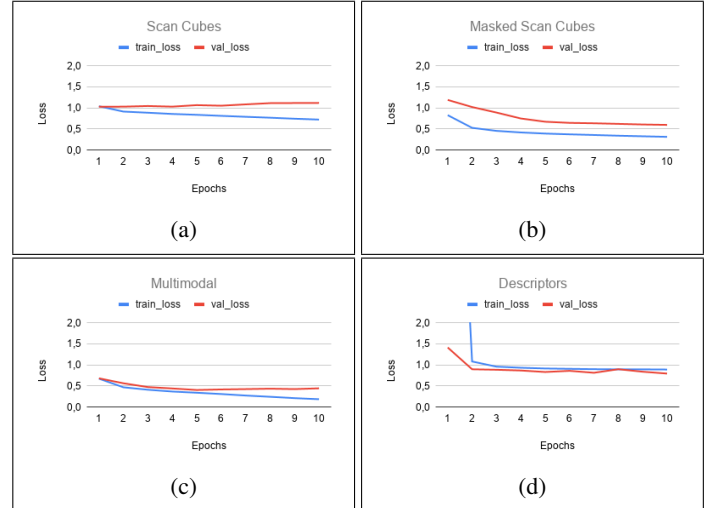 Scan Cubes
train_loss val_loss
2,0
1,5
1,0
0,5
0,0
Loss
1 2 3 4 5 6 7 8 9 10
Epochs
(a)
Masked Scan Cubes
train_loss val_loss
2,0
1,5
1,0
0,5
0,0
Loss
1 2 3 4 5 6 7 8 9 10
Epochs
(b)
Multimodal
train_loss val_loss
2,0
1,5
1,0
0,5
0,0
Loss
1 2 3 4 5 6 7 8 9 10
Epochs
(c)
Descriptors
train_loss val_loss
2,0
1,5
1,0
0,5
0,0
Loss
1 2 3 4 5 6 7 8 9 10
Epochs
(d)